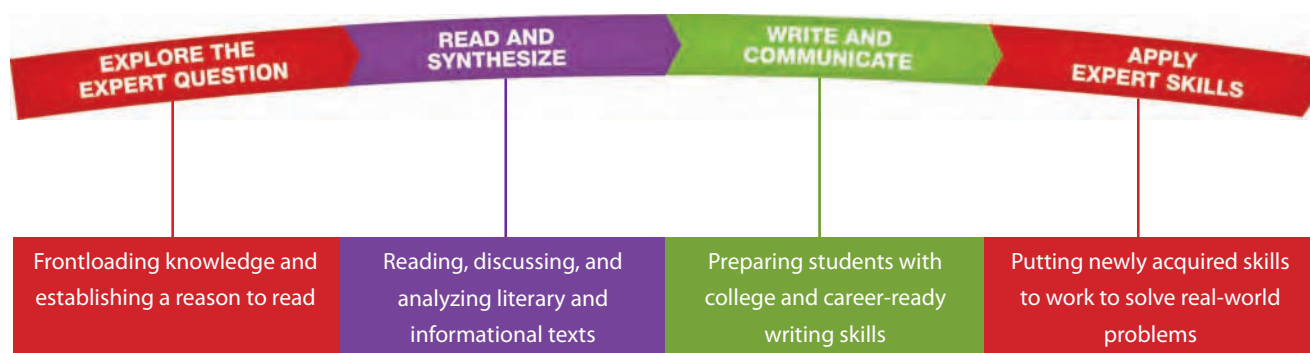 EXPLORE THE
EXPERT QUESTION
READ AND
SYNTHESIZE
WRITE AND
COMMUNICATE
APPLY
EXPERT SKILLS
Frontloading knowledge and
establishing a reason to read
Reading, discussing, and
analyzing literary and
informational texts
Preparing students with
college and career-ready
writing skills
Putting newly acquired skills
to work to solve real-world
problems